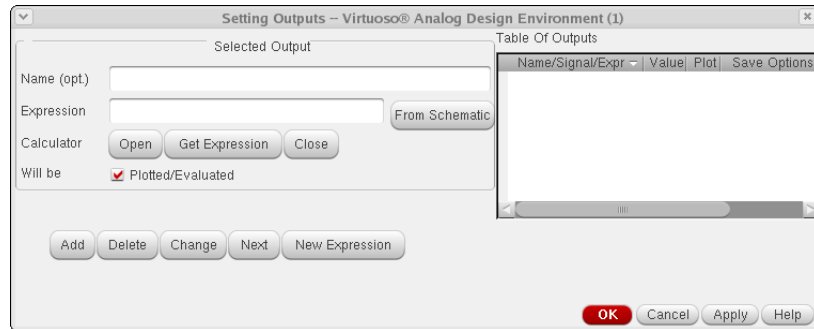 Setting Outputs -- Virtuoso® Analog Design Environment (1)
Selected Output
Name (opt.)
Expression
From Schematic
Calculator
Open
Get Expression
Close
Will be
Plotted/Evaluated
Add
Delete
Change
Next
New Expression
Table Of Outputs
Name/Signal/Expr
Value
Plot
Save Options
OK
Cancel
Apply
Help